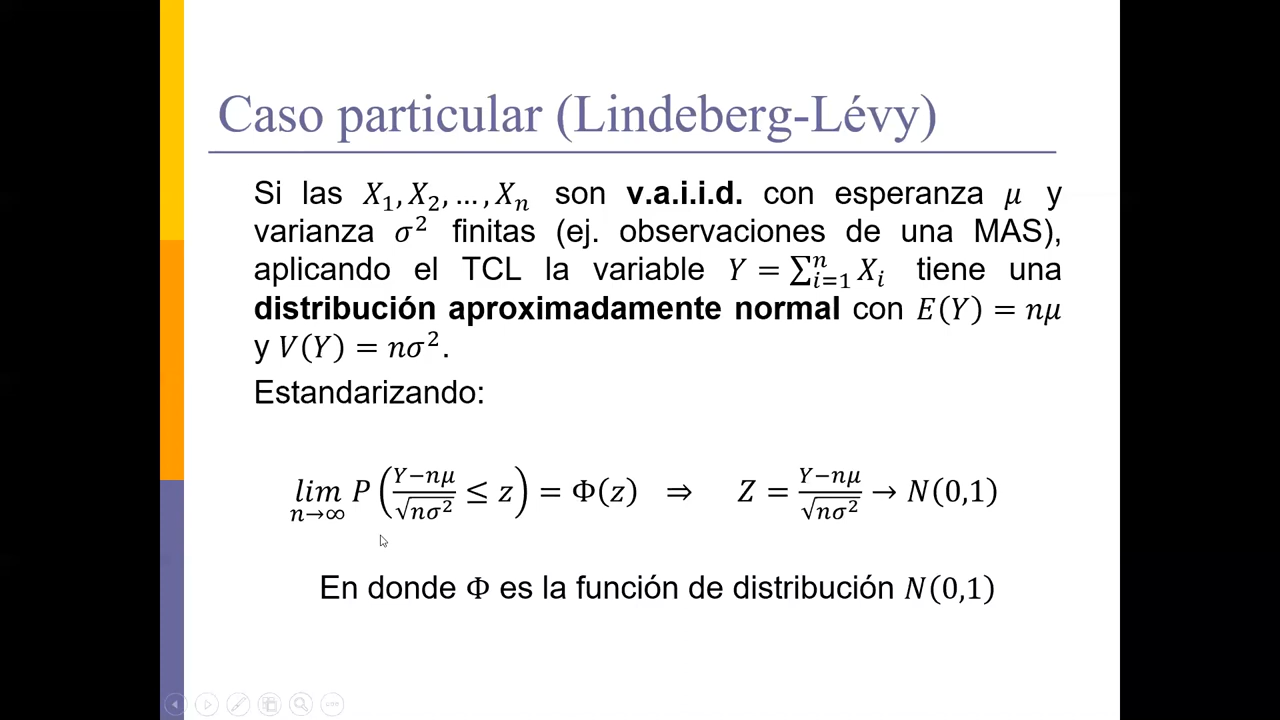 Caso particular (Lindeberg-Lévy)
Si las X₁, X₂, …, Xₙ son v.a.i.i.d. con esperanza μ y
varianza σ² finitas (ej. observaciones de una MAS),
aplicando el TCL la variable Y = ∑ⁿᵢ₌₁ Xᵢ tiene una
distribución aproximadamente normal con E(Y) = nμ
y V(Y) = nσ².
Estandarizando:
lim n→∞ P((Y−nμ)/√(nσ²) ≤ z) = Φ(z) ⇒ Z = (Y−nμ)/√(nσ²) → N(0,1)
En donde Φ es la función de distribución N(0,1)